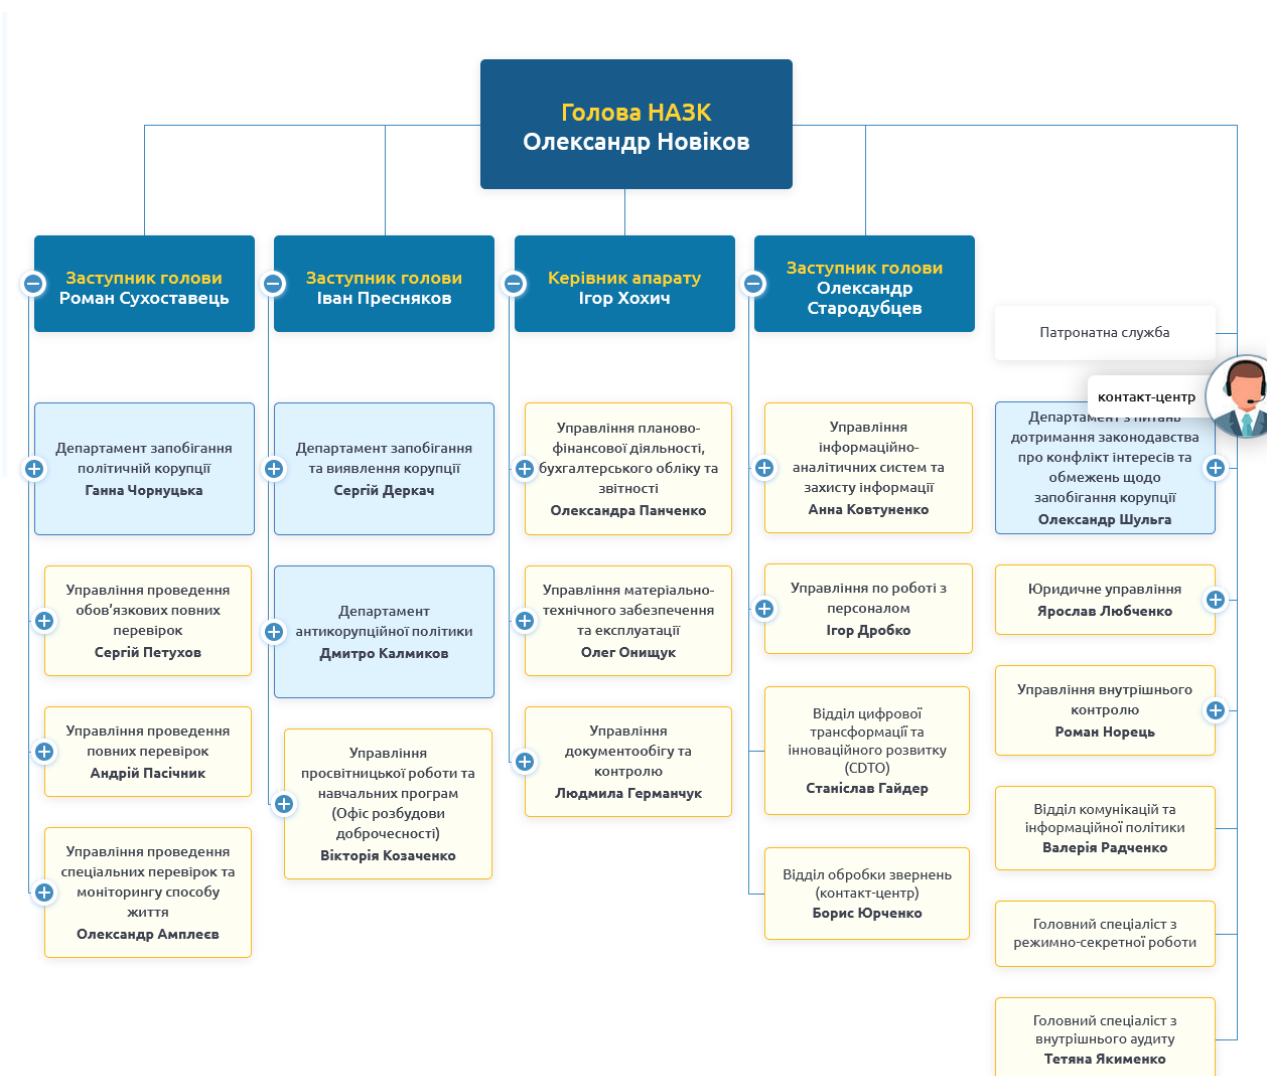 Голова НАЗК
Олександр Новіков
Заступник голови
Роман Сухоставець
Заступник голови
Іван Пресняков
Керівник апарату
Ігор Хохич
Заступник голови
Олександр
Стародубцев
Департамент запобігання
політичній корупції
Ганна Чорнуцька
Управління проведення
обов’язкових повних
перевірок
Сергій Петухов
Управління проведення
повних перевірок
Андрій Пасічник
Управління проведення
спеціальних перевірок та
моніторингу способу
життя
Олександр Амплеєв
Департамент запобігання
та виявлення корупції
Сергій Деркач
Департамент
антикорупційної політики
Дмитро Калмиков
Управління
просвітницької роботи та
навчальних програм
(Офіс розбудови
доброчесності)
Вікторія Козаченко
Управління планово-
фінансової діяльності,
бухгалтерського обліку та
звітності
Олександра Панченко
Управління матеріально-
технічного забезпечення
та експлуатації
Олег Онищук
Управління
документообігу та
контролю
Людмила Германчук
Управління
інформаційно-
аналітичних систем та
захисту інформації
Анна Ковтуненко
Управління по роботі з
персоналом
Ігор Дробко
Відділ цифрової
трансформації та
інноваційного розвитку
(CDTO)
Станіслав Гайдер
Відділ обробки звернень
(контакт-центр)
Борис Юрченко
Патронатна служба
контакт-центр
Департамент з питань
дотримання законодавства
про конфлікт інтересів та
обмежень щодо
запобігання корупції
Олександр Шульга
Юридичне управління
Ярослав Любченко
Управління внутрішнього
контролю
Роман Норець
Відділ комунікацій та
інформаційної політики
Валерія Радченко
Головний спеціаліст з
режимно-секретної роботи
Головний спеціаліст з
внутрішнього аудиту
Тетяна Якименко